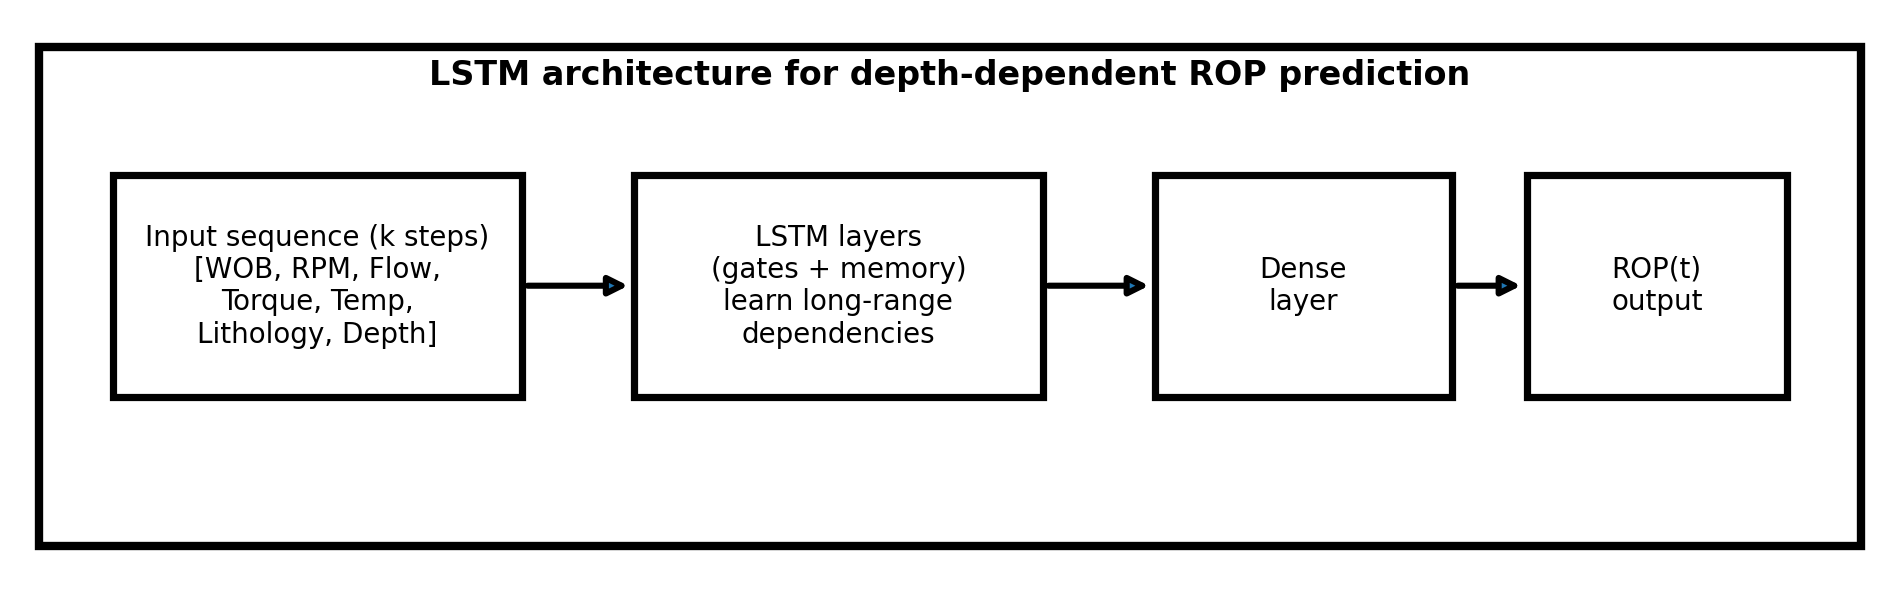 LSTM architecture for depth-dependent ROP prediction
Input sequence (k steps)
[WOB, RPM, Flow,
Torque, Temp,
Lithology, Depth]
LSTM layers
(gates + memory)
learn long-range
dependencies
Dense
layer
ROP(t)
output